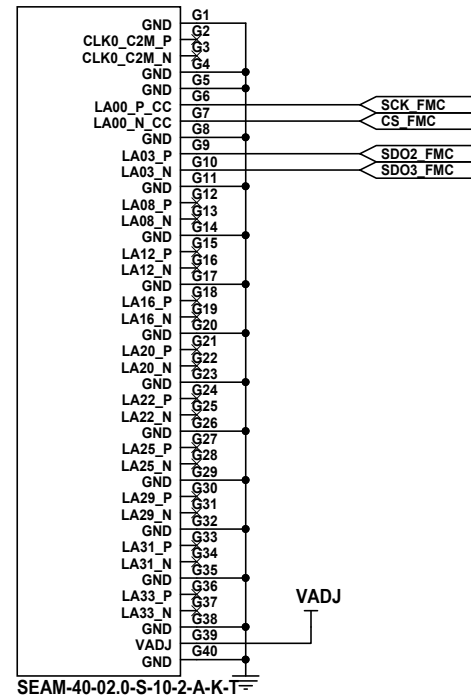 GND G1
CLK0_C2M_P G2
CLK0_C2M_N G3
GND G4
GND G5
LA00_P_CC G6 SCK_FMC
LA00_N_CC G7 CS_FMC
GND G8
LA03_P G9 SDO2_FMC
LA03_N G10 SDO3_FMC
GND G11
LA08_P G12
LA08_N G13
GND G14
LA12_P G15
LA12_N G16
GND G17
LA16_P G18
LA16_N G19
GND G20
LA20_P G21
LA20_N G22
GND G23
LA22_P G24
LA22_N G25
GND G26
LA25_P G27
LA25_N G28
GND G29
LA29_P G30
LA29_N G31
GND G32
LA31_P G33
LA31_N G34
GND G35
LA33_P G36
LA33_N G37
VADJ
GND G38
VADJ G39
GND G40
SEAM-40-02.0-S-10-2-A-K-T